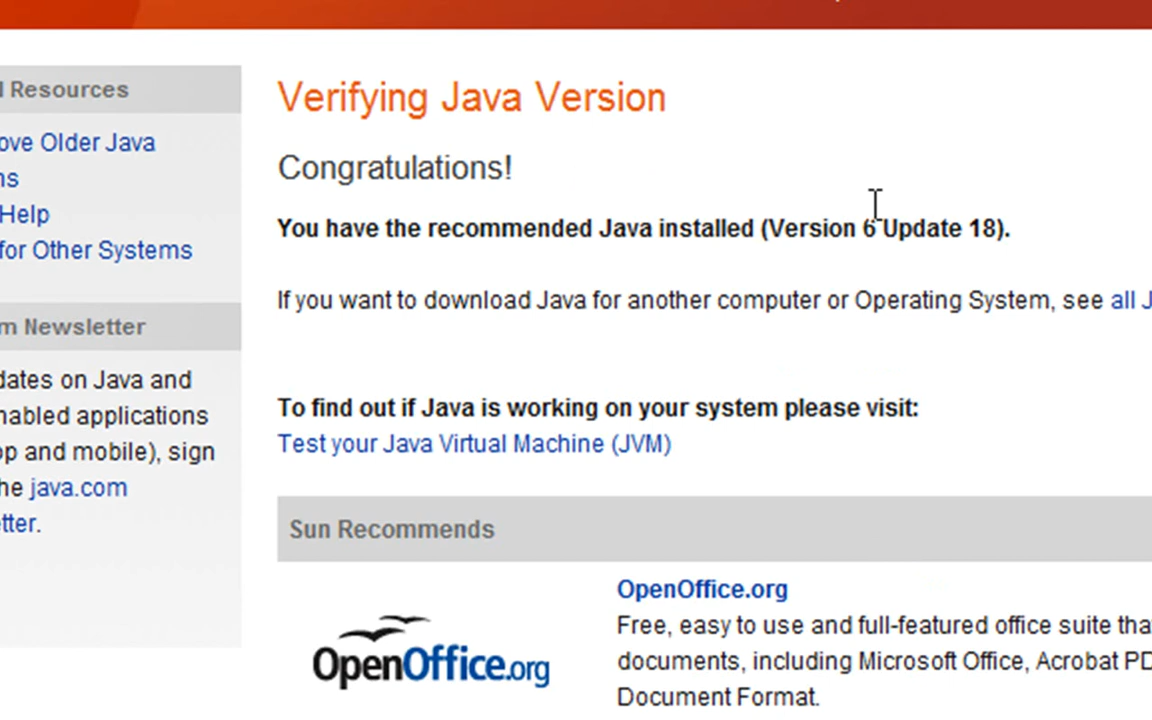 Resources
ove Older Java
ns
Help
for Other Systems
m Newsletter
dates on Java and
nabled applications
op and mobile), sign
he java.com
etter.
Verifying Java Version
Congratulations!
You have the recommended Java installed (Version 6 Update 18).
If you want to download Java for another computer or Operating System, see all J
To find out if Java is working on your system please visit:
Test your Java Virtual Machine (JVM)
Sun Recommends
OpenOffice.org
OpenOffice.org
Free, easy to use and full-featured office suite tha
documents, including Microsoft Office, Acrobat PD
Document Format.